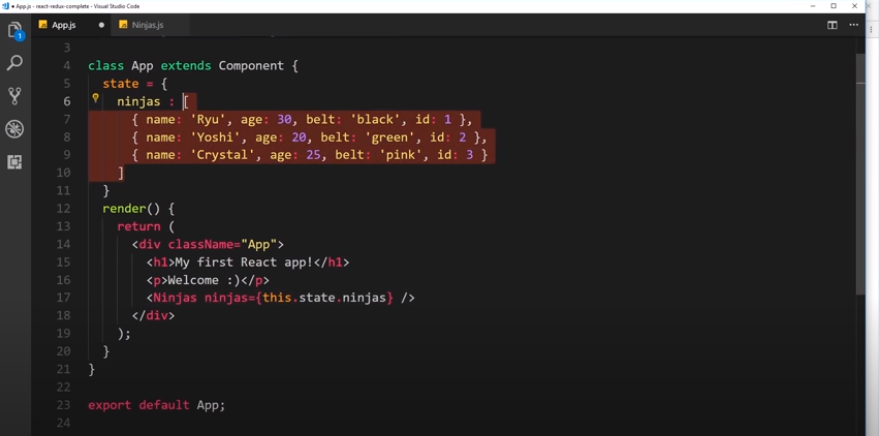 App.js - react-redux-complete - Visual Studio Code
App.js
Ninjas.js
1
3
4 class App extends Component {
5 state = {
6 ninjas : [
7 { name: 'Ryu', age: 30, belt: 'black', id: 1 },
8 { name: 'Yoshi', age: 20, belt: 'green', id: 2 },
9 { name: 'Crystal', age: 25, belt: 'pink', id: 3 }
10 ]
11 }
12 render() {
13 return (
14 <div className="App">
15 <h1>My first React app!</h1>
16 <p>Welcome :)</p>
17 <Ninjas ninjas={this.state.ninjas} />
18 </div>
19 );
20 }
21 }
22
23 export default App;
24